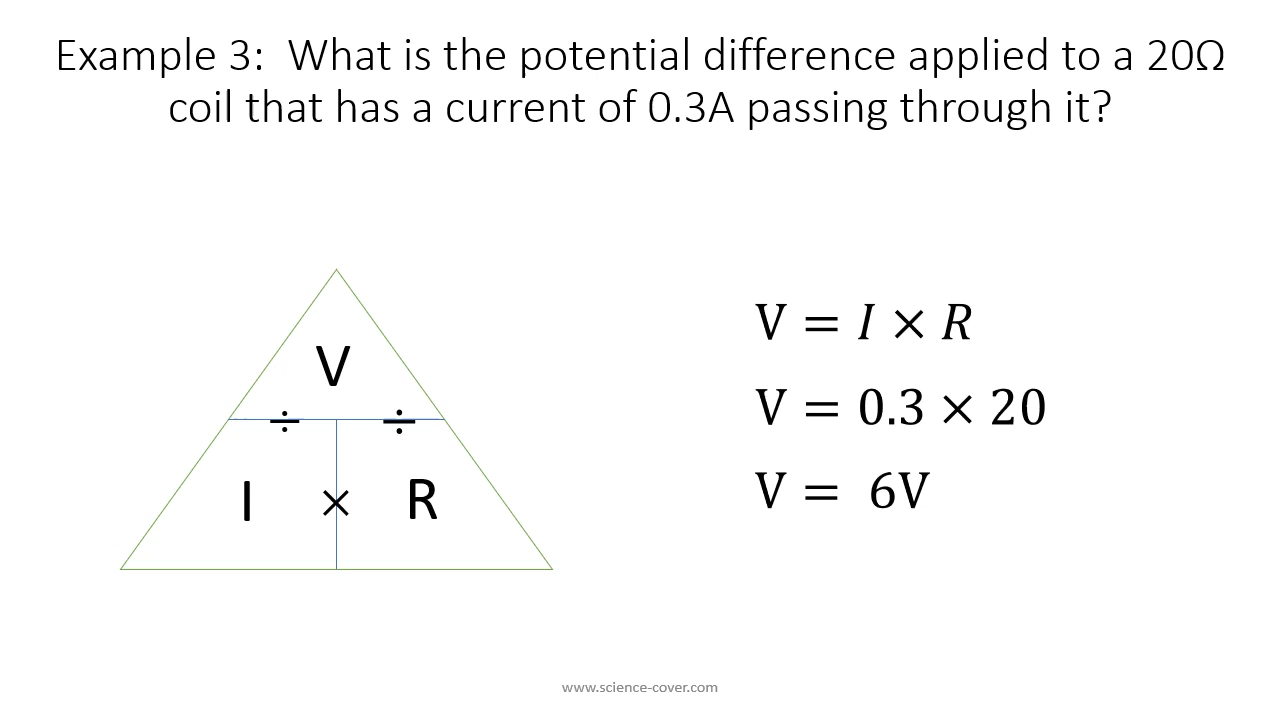 Example 3:  What is the potential difference applied to a 20Ω
coil that has a current of 0.3A passing through it?
V
÷ ÷
I × R
V = I × R
V = 0.3 × 20
V =  6V
www.science-cover.com